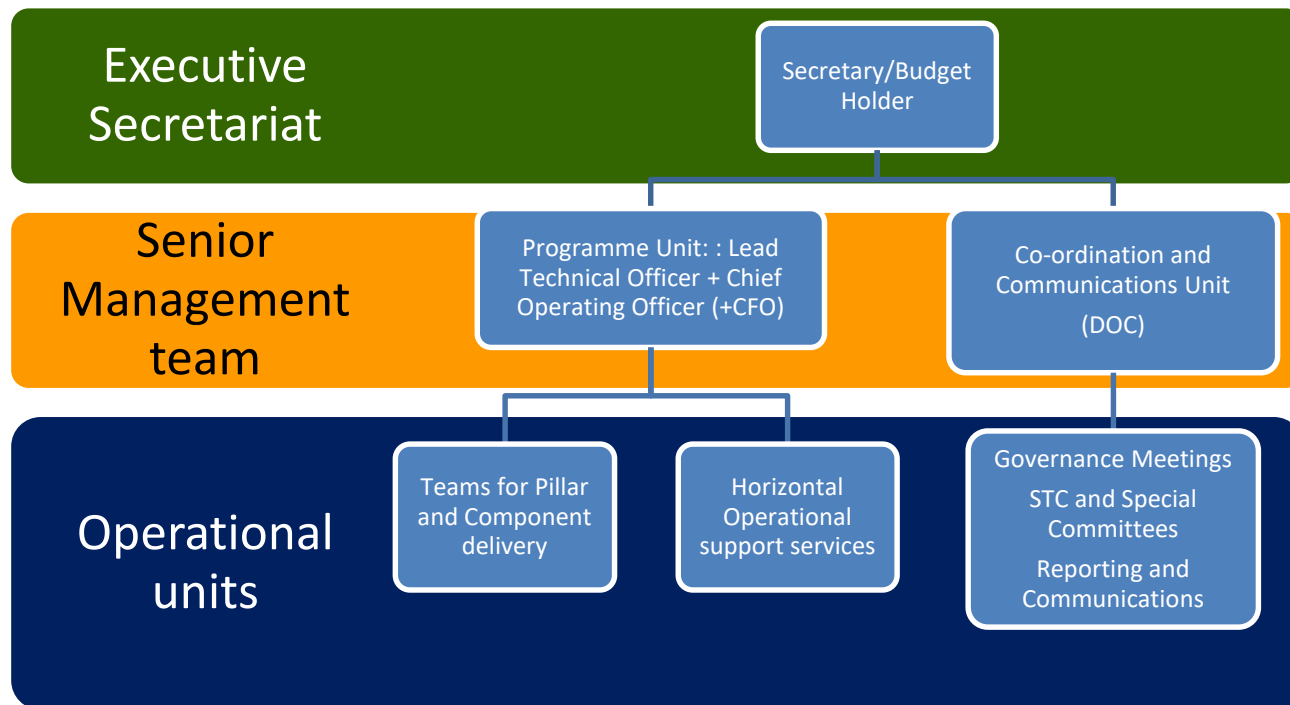 Executive
Secretariat
Secretary/Budget
Holder
Senior
Management
team
Programme Unit: : Lead
Technical Officer + Chief
Operating Officer (+CFO)
Co-ordination and
Communications Unit
(DOC)
Operational
units
Teams for Pillar
and Component
delivery
Horizontal
Operational
support services
Governance Meetings
STC and Special
Committees
Reporting and
Communications